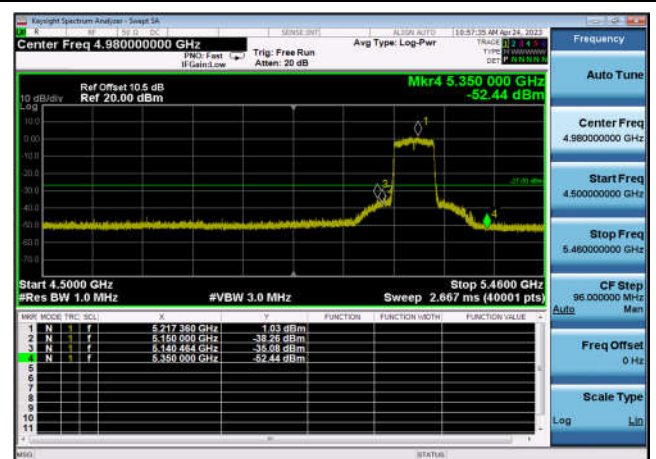 Keysight Spectrum Analyzer - Swept SA
R RF 50 Ω DC SENSE:INT ALIGN AUTO 10:57:35 AM Apr 24, 2023
Center Freq 4.980000000 GHz
PNO: Fast
IFGain:Low
Trig: Free Run
Atten: 20 dB
Avg Type: Log-Pwr
TRACE 1 2 3 4 5 6
TYPE
DET P N N N N N
Ref Offset 10.5 dB
10 dB/div Ref 20.00 dBm
Log
Mkr4 5.350 000 GHz
-52.44 dBm
10.0
0.00
-10.0
-20.0
-30.0
-40.0
-50.0
-60.0
-70.0
1
3
4
-27.00 dBm
Start 4.5000 GHz
#Res BW 1.0 MHz
#VBW 3.0 MHz
Stop 5.4600 GHz
Sweep 2.667 ms (40001 pts)
MKR MODE TRC SCL X Y FUNCTION FUNCTION WIDTH FUNCTION VALUE
1 N 1 f 5.217 360 GHz 1.03 dBm
2 N 1 f 5.150 000 GHz -38.26 dBm
3 N 1 f 5.140 464 GHz -35.08 dBm
4 N 1 f 5.350 000 GHz -52.44 dBm
5
6
7
8
9
10
11
MSG STATUS
Frequency
Auto Tune
Center Freq
4.980000000 GHz
Start Freq
4.500000000 GHz
Stop Freq
5.460000000 GHz
CF Step
96.000000 MHz
Auto Man
Freq Offset
0 Hz
Scale Type
Log Lin